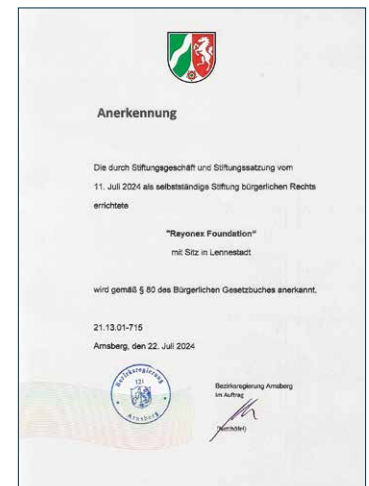 Anerkennung
Die durch Stiftungsgeschäft und Stiftungssatzung vom
11. Juli 2024 als selbstständige Stiftung bürgerlichen Rechts
errichtete
"Rayonex Foundation"
mit Sitz in Lennestadt
wird gemäß § 80 des Bürgerlichen Gesetzbuches anerkannt.
21.13.01-715
Arnsberg, den 22. Juli 2024
Bezirksregierung
131
Arnsberg
Bezirksregierung Arnsberg
Im Auftrag